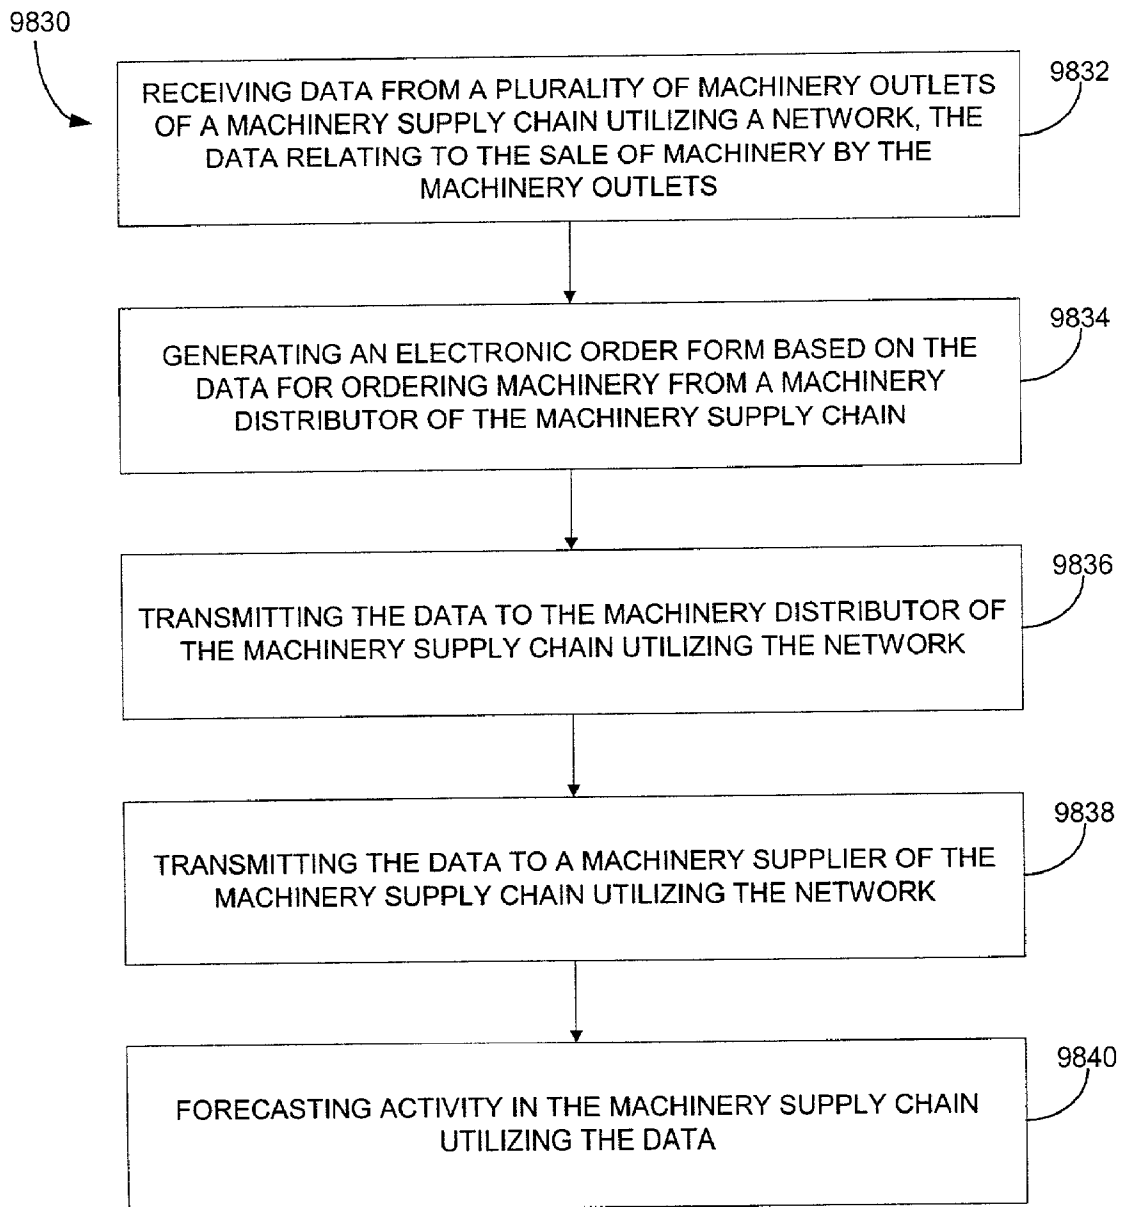 9830
9832
RECEIVING DATA FROM A PLURALITY OF MACHINERY OUTLETS
OF A MACHINERY SUPPLY CHAIN UTILIZING A NETWORK, THE
DATA RELATING TO THE SALE OF MACHINERY BY THE
MACHINERY OUTLETS
9834
GENERATING AN ELECTRONIC ORDER FORM BASED ON THE
DATA FOR ORDERING MACHINERY FROM A MACHINERY
DISTRIBUTOR OF THE MACHINERY SUPPLY CHAIN
9836
TRANSMITTING THE DATA TO THE MACHINERY DISTRIBUTOR OF
THE MACHINERY SUPPLY CHAIN UTILIZING THE NETWORK
9838
TRANSMITTING THE DATA TO A MACHINERY SUPPLIER OF THE
MACHINERY SUPPLY CHAIN UTILIZING THE NETWORK
9840
FORECASTING ACTIVITY IN THE MACHINERY SUPPLY CHAIN
UTILIZING THE DATA